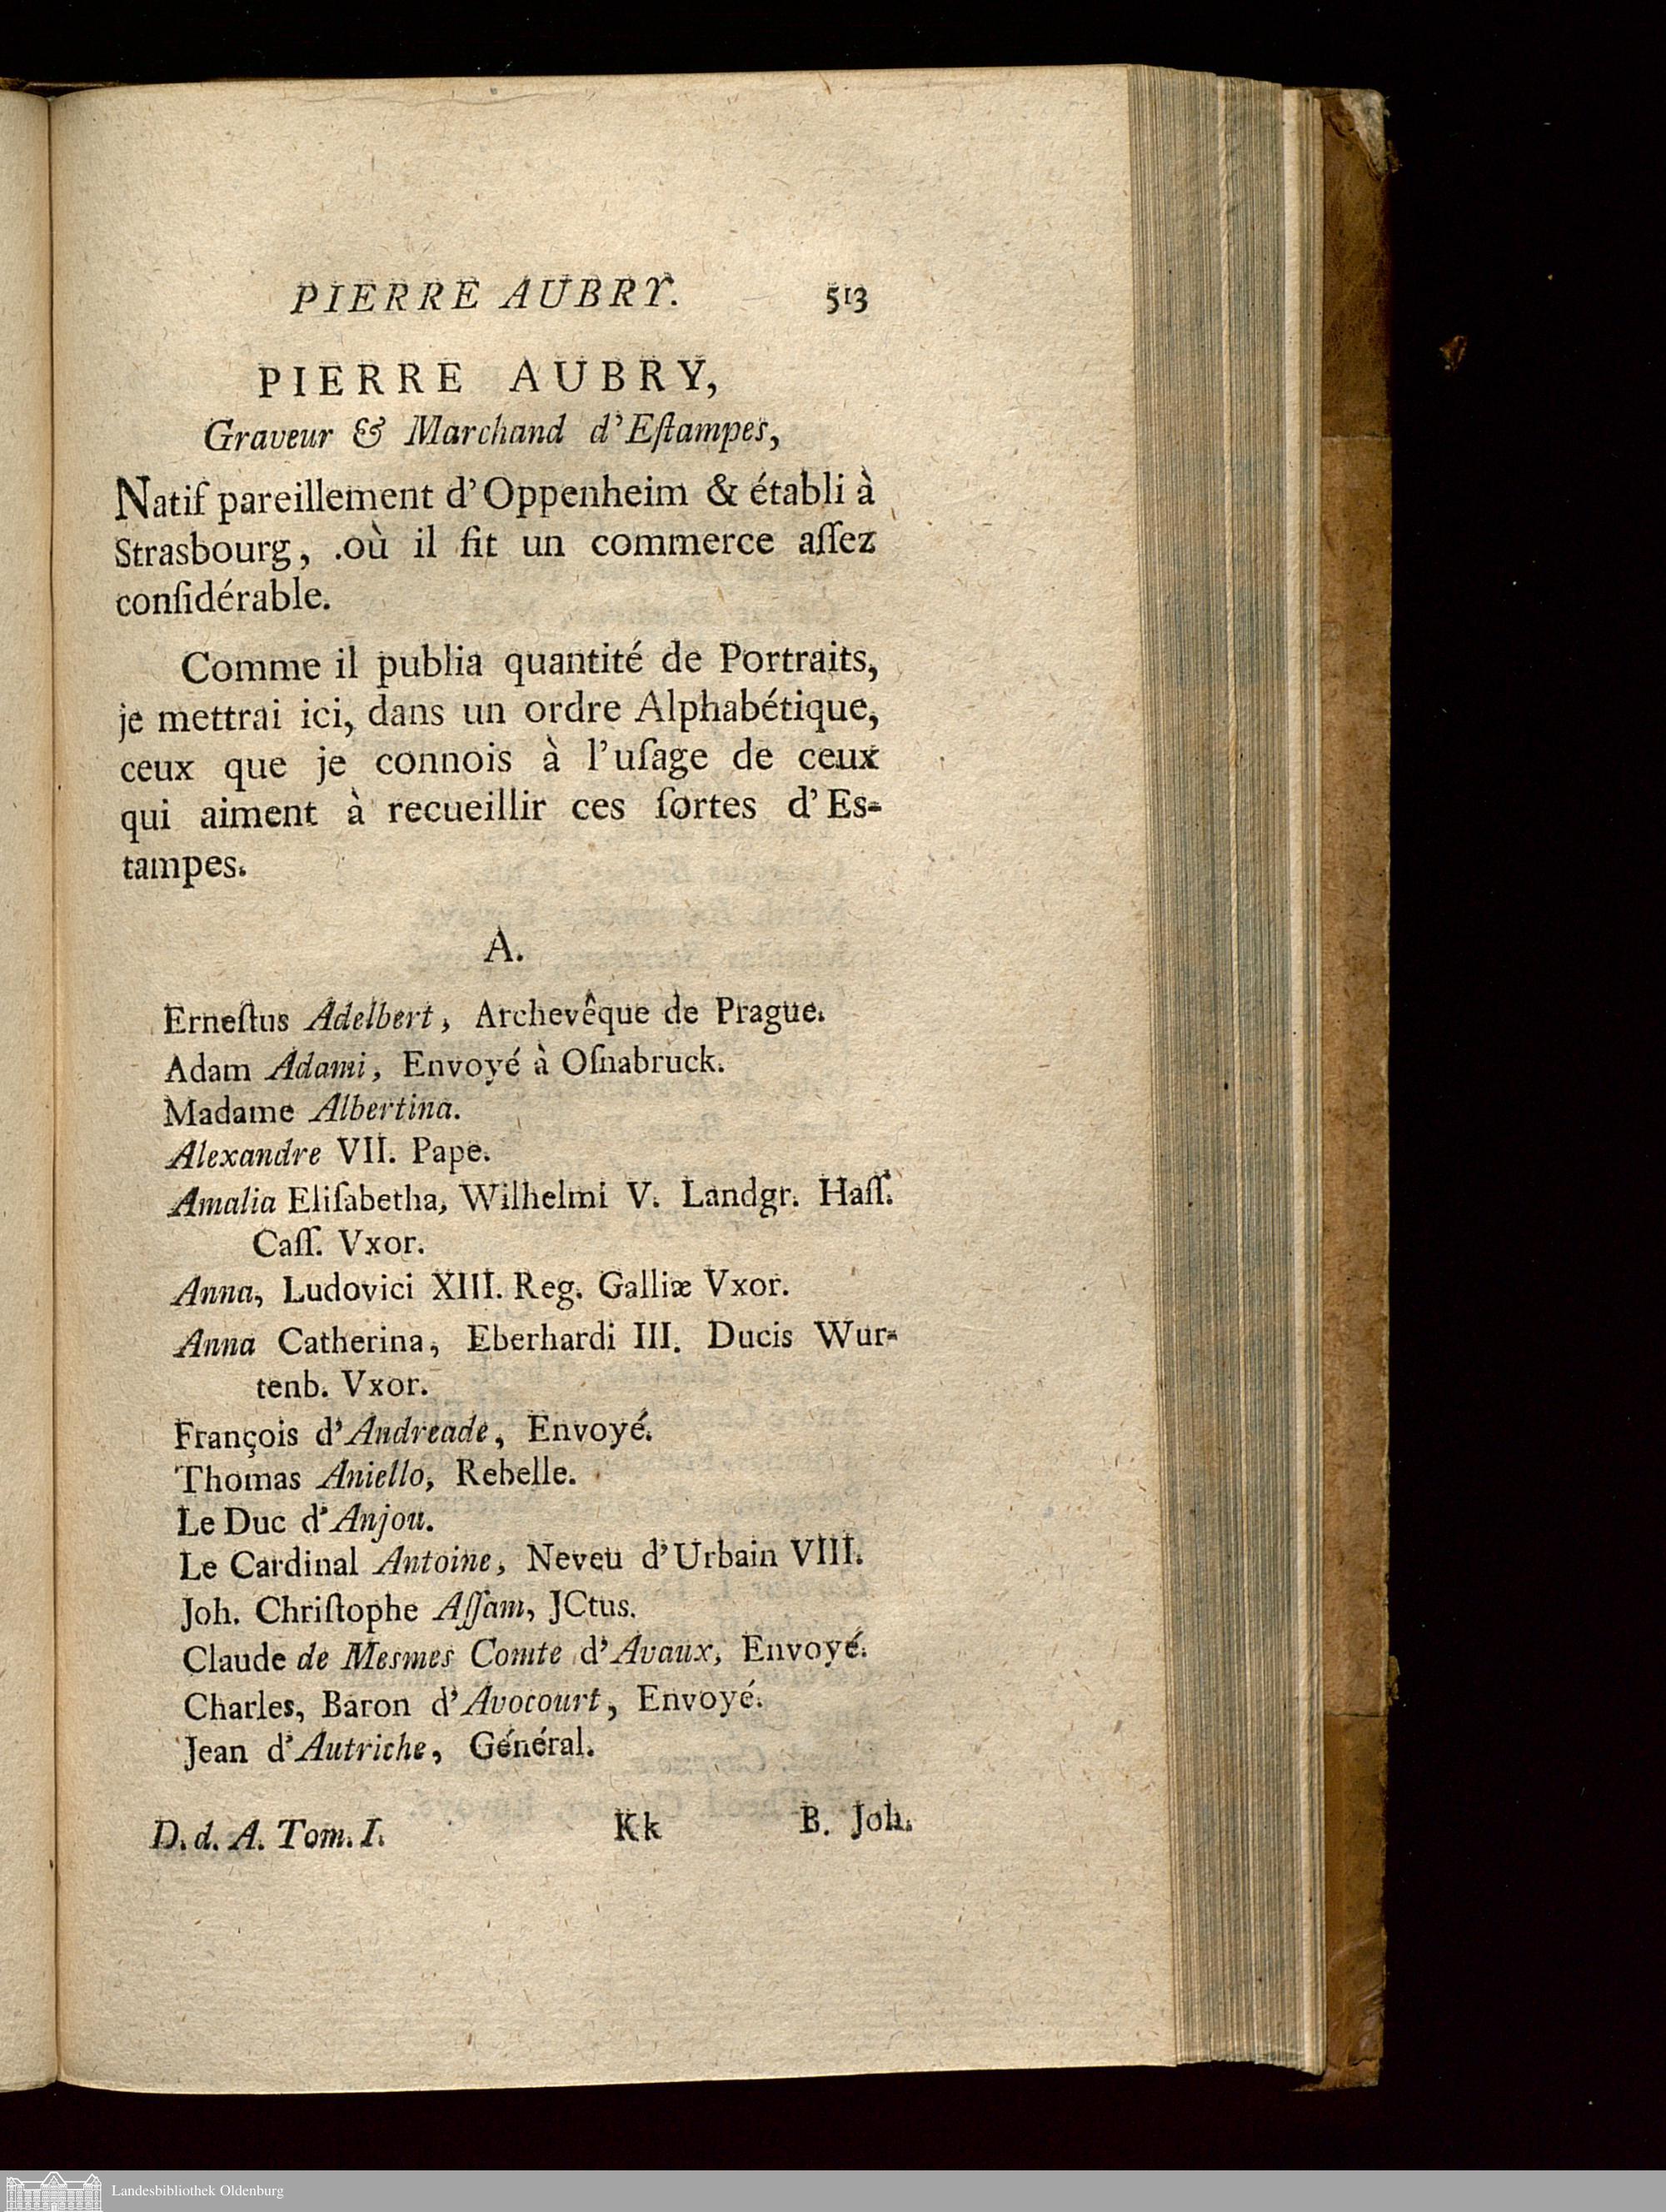 PIERRE AUBRY. 513
PIERRE AUBRY,
Graveur & Marchand d'Eſtampes,
Natif pareillement d'Oppenheim & établi à
Strasbourg, .où il fit un commerce aſſez
conſidérable.
Comme il publia quantité de Portraits,
je mettrai ici, dans un ordre Alphabétique,
ceux que je connois à l'uſage de ceux
qui aiment à recueillir ces ſortes d'Es-
tampes.
A.
Erneſtus Adelbert, Archevêque de Prague.
Adam Adami, Envoyé à Oſnabruck.
Madame Albertina.
Alexandre VII. Pape.
Amalia Eliſabetha, Wilhelmi V. Landgr. Haſſ.
Caſſ. Vxor.
Anna, Ludovici XIII. Reg. Galliæ Vxor.
Anna Catherina, Eberhardi III. Ducis Wur-
tenb. Vxor.
François d'Andreade, Envoyé.
Thomas Aniello, Rebelle.
Le Duc d'Anjou.
Le Cardinal Antoine, Neveu d'Urbain VIII.
Joh. Chriſtophe Aſſam, JCtus.
Claude de Mesmes Comte d'Avaux, Envoyé.
Charles, Baron d'Avocourt, Envoyé.
Jean d'Autriche, Général.
D. d. A. Tom. I. Kk B. Joh.
Landesbibliothek Oldenburg